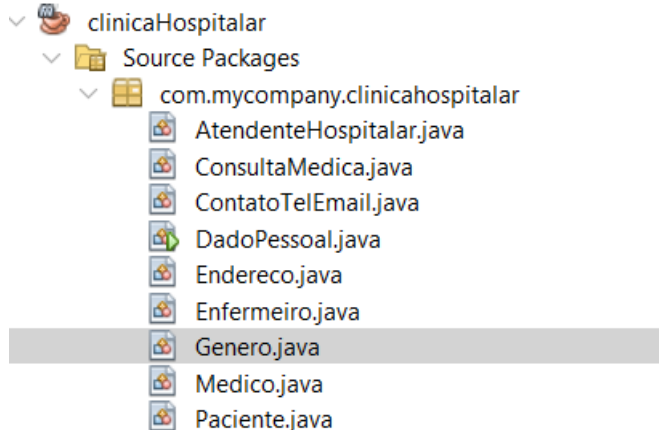 clinicaHospitalar
Source Packages
com.mycompany.clinicahospitalar
AtendenteHospitalar.java
ConsultaMedica.java
ContatoTelEmail.java
DadoPessoal.java
Endereco.java
Enfermeiro.java
Genero.java
Medico.java
Paciente.java